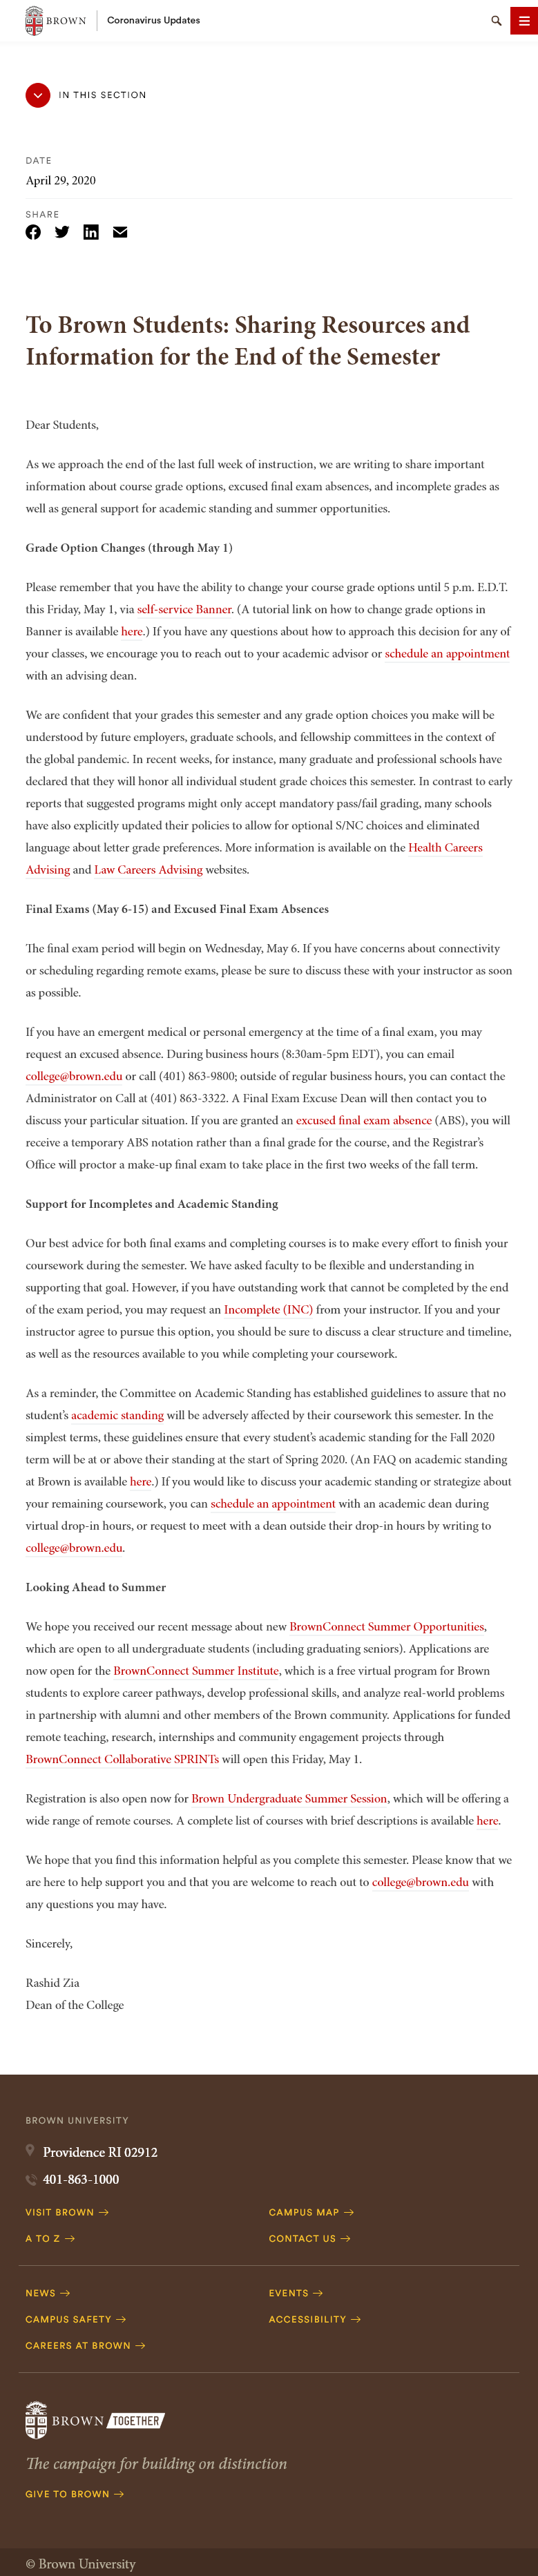 BROWN
Coronavirus Updates
IN THIS SECTION
DATE
April 29, 2020
SHARE
To Brown Students: Sharing Resources and
Information for the End of the Semester
Dear Students,
As we approach the end of the last full week of instruction, we are writing to share important
information about course grade options, excused final exam absences, and incomplete grades as
well as general support for academic standing and summer opportunities.
Grade Option Changes (through May 1)
Please remember that you have the ability to change your course grade options until 5 p.m. E.D.T.
this Friday, May 1, via self-service Banner. (A tutorial link on how to change grade options in
Banner is available here.) If you have any questions about how to approach this decision for any of
your classes, we encourage you to reach out to your academic advisor or schedule an appointment
with an advising dean.
We are confident that your grades this semester and any grade option choices you make will be
understood by future employers, graduate schools, and fellowship committees in the context of
the global pandemic. In recent weeks, for instance, many graduate and professional schools have
declared that they will honor all individual student grade choices this semester. In contrast to early
reports that suggested programs might only accept mandatory pass/fail grading, many schools
have also explicitly updated their policies to allow for optional S/NC choices and eliminated
language about letter grade preferences. More information is available on the Health Careers
Advising and Law Careers Advising websites.
Final Exams (May 6-15) and Excused Final Exam Absences
The final exam period will begin on Wednesday, May 6. If you have concerns about connectivity
or scheduling regarding remote exams, please be sure to discuss these with your instructor as soon
as possible.
If you have an emergent medical or personal emergency at the time of a final exam, you may
request an excused absence. During business hours (8:30am-5pm EDT), you can email
college@brown.edu or call (401) 863-9800; outside of regular business hours, you can contact the
Administrator on Call at (401) 863-3322. A Final Exam Excuse Dean will then contact you to
discuss your particular situation. If you are granted an excused final exam absence (ABS), you will
receive a temporary ABS notation rather than a final grade for the course, and the Registrar's
Office will proctor a make-up final exam to take place in the first two weeks of the fall term.
Support for Incompletes and Academic Standing
Our best advice for both final exams and completing courses is to make every effort to finish your
coursework during the semester. We have asked faculty to be flexible and understanding in
supporting that goal. However, if you have outstanding work that cannot be completed by the end
of the exam period, you may request an Incomplete (INC) from your instructor. If you and your
instructor agree to pursue this option, you should be sure to discuss a clear structure and timeline,
as well as the resources available to you while completing your coursework.
As a reminder, the Committee on Academic Standing has established guidelines to assure that no
student's academic standing will be adversely affected by their coursework this semester. In the
simplest terms, these guidelines ensure that every student's academic standing for the Fall 2020
term will be at or above their standing at the start of Spring 2020. (An FAQ on academic standing
at Brown is available here.) If you would like to discuss your academic standing or strategize about
your remaining coursework, you can schedule an appointment with an academic dean during
virtual drop-in hours, or request to meet with a dean outside their drop-in hours by writing to
college@brown.edu.
Looking Ahead to Summer
We hope you received our recent message about new BrownConnect Summer Opportunities,
which are open to all undergraduate students (including graduating seniors). Applications are
now open for the BrownConnect Summer Institute, which is a free virtual program for Brown
students to explore career pathways, develop professional skills, and analyze real-world problems
in partnership with alumni and other members of the Brown community. Applications for funded
remote teaching, research, internships and community engagement projects through
BrownConnect Collaborative SPRINTs will open this Friday, May 1.
Registration is also open now for Brown Undergraduate Summer Session, which will be offering a
wide range of remote courses. A complete list of courses with brief descriptions is available here.
We hope that you find this information helpful as you complete this semester. Please know that we
are here to help support you and that you are welcome to reach out to college@brown.edu with
any questions you may have.
Sincerely,
Rashid Zia
Dean of the College
BROWN UNIVERSITY
Providence RI 02912
401-863-1000
VISIT BROWN
CAMPUS MAP
A TO Z
CONTACT US
NEWS
EVENTS
CAMPUS SAFETY
ACCESSIBILITY
CAREERS AT BROWN
BROWN TOGETHER
The campaign for building on distinction
GIVE TO BROWN
© Brown University